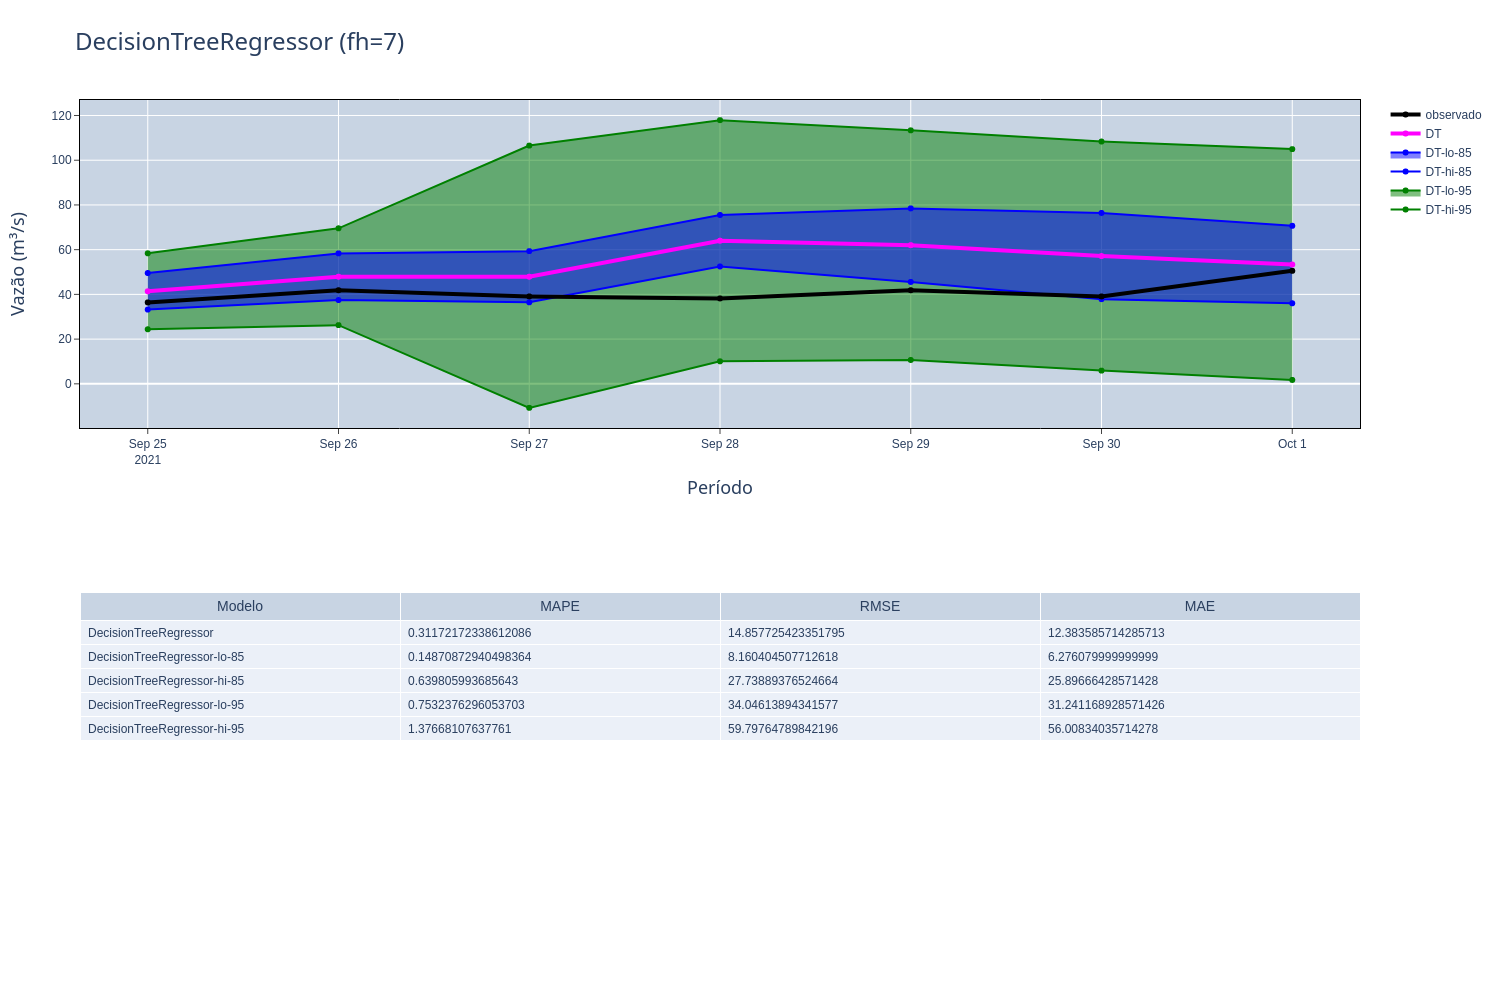 DecisionTreeRegressor (fh=7)
120
100
80
60
40
20
0
Vazão (m³/s)
Sep 25
2021
Sep 26
Sep 27
Sep 28
Sep 29
Sep 30
Oct 1
Período
observado
DT
DT-lo-85
DT-hi-85
DT-lo-95
DT-hi-95
Modelo MAPE RMSE MAE
DecisionTreeRegressor 0.31172172338612086 14.857725423351795 12.383585714285713
DecisionTreeRegressor-lo-85 0.14870872940498364 8.160404507712618 6.276079999999999
DecisionTreeRegressor-hi-85 0.639805993685643 27.73889376524664 25.89666428571428
DecisionTreeRegressor-lo-95 0.7532376296053703 34.04613894341577 31.241168928571426
DecisionTreeRegressor-hi-95 1.37668107637761 59.79764789842196 56.00834035714278